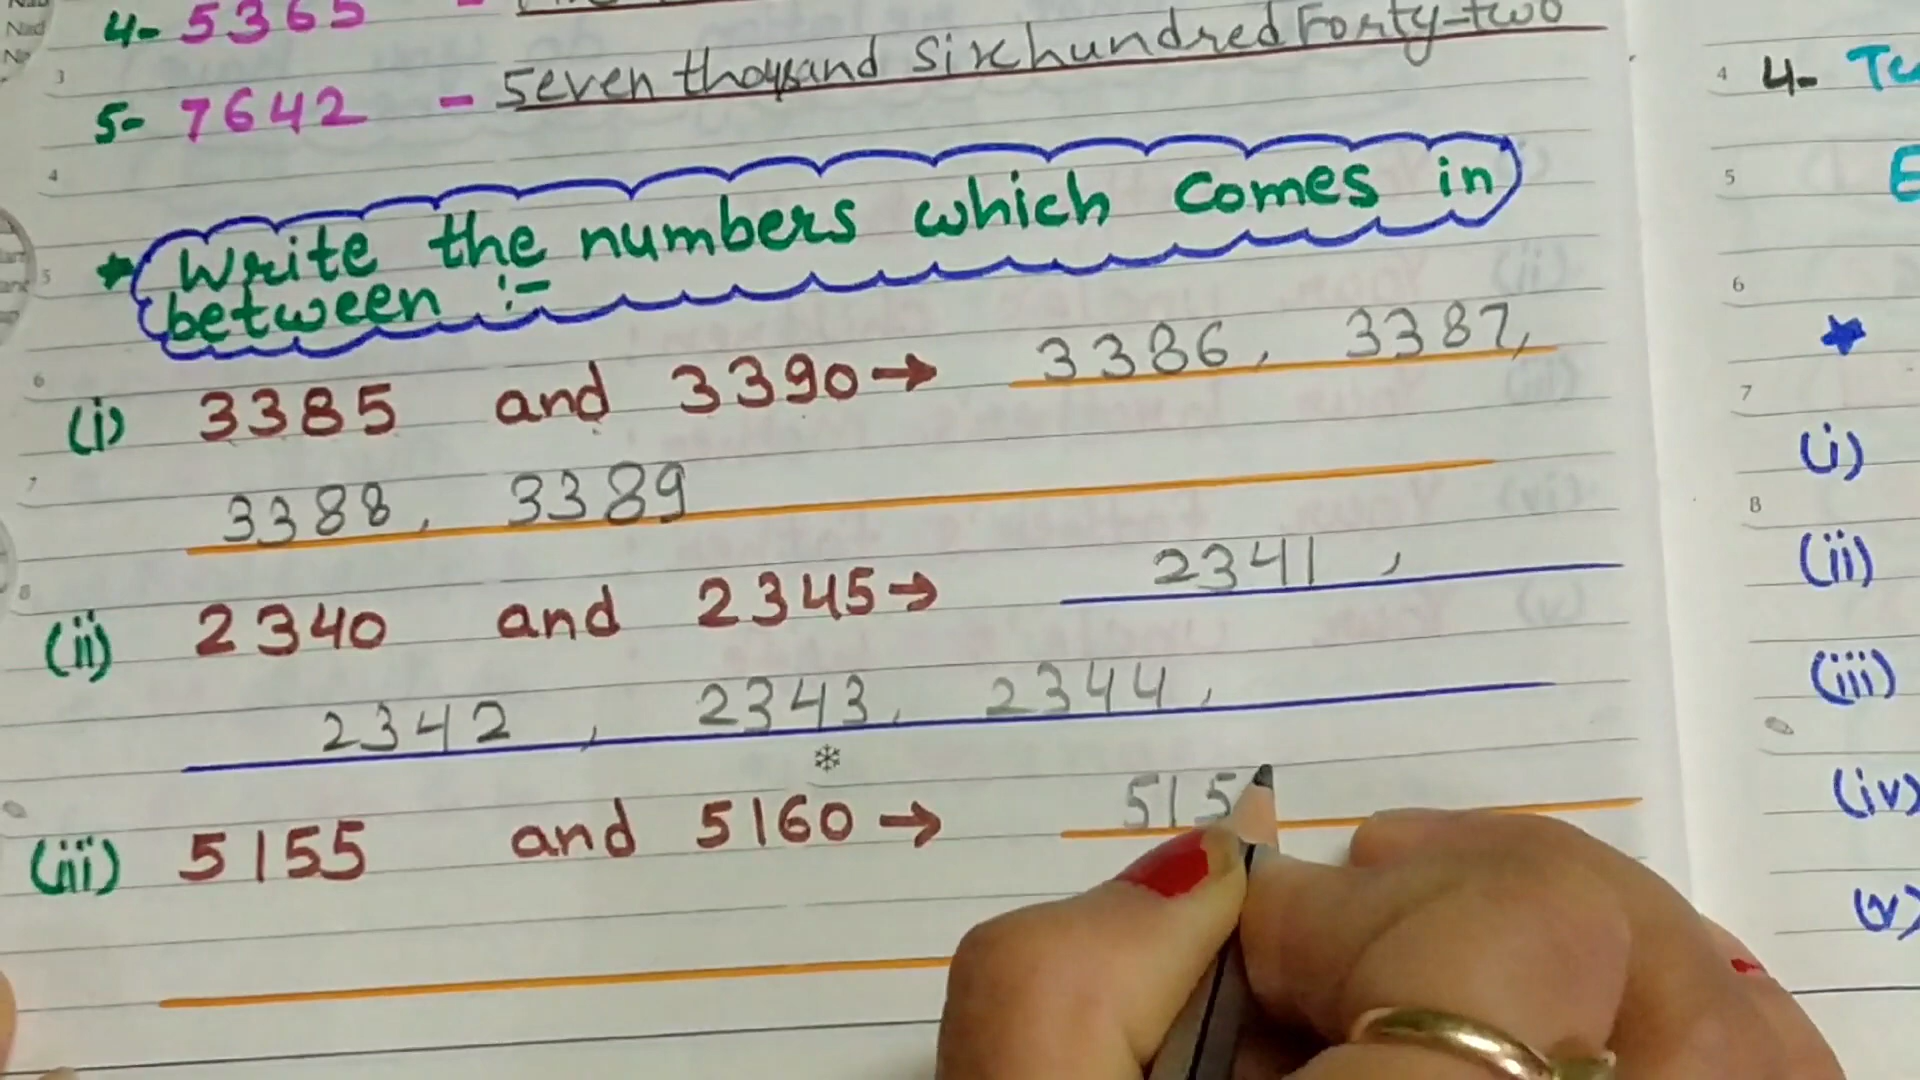 4- 5365 -
5- 7642 - Seven thousand Six hundred Forty-two
* Write the numbers which comes in
between :-
(i) 3385 and 3390 → 3386, 3387,
3388, 3389
(ii) 2340 and 2345 → 2341,
2342, 2343, 2344,
(iii) 5155 and 5160 → 515
4-
(i)
(ii)
(iii)
(iv)
(v)